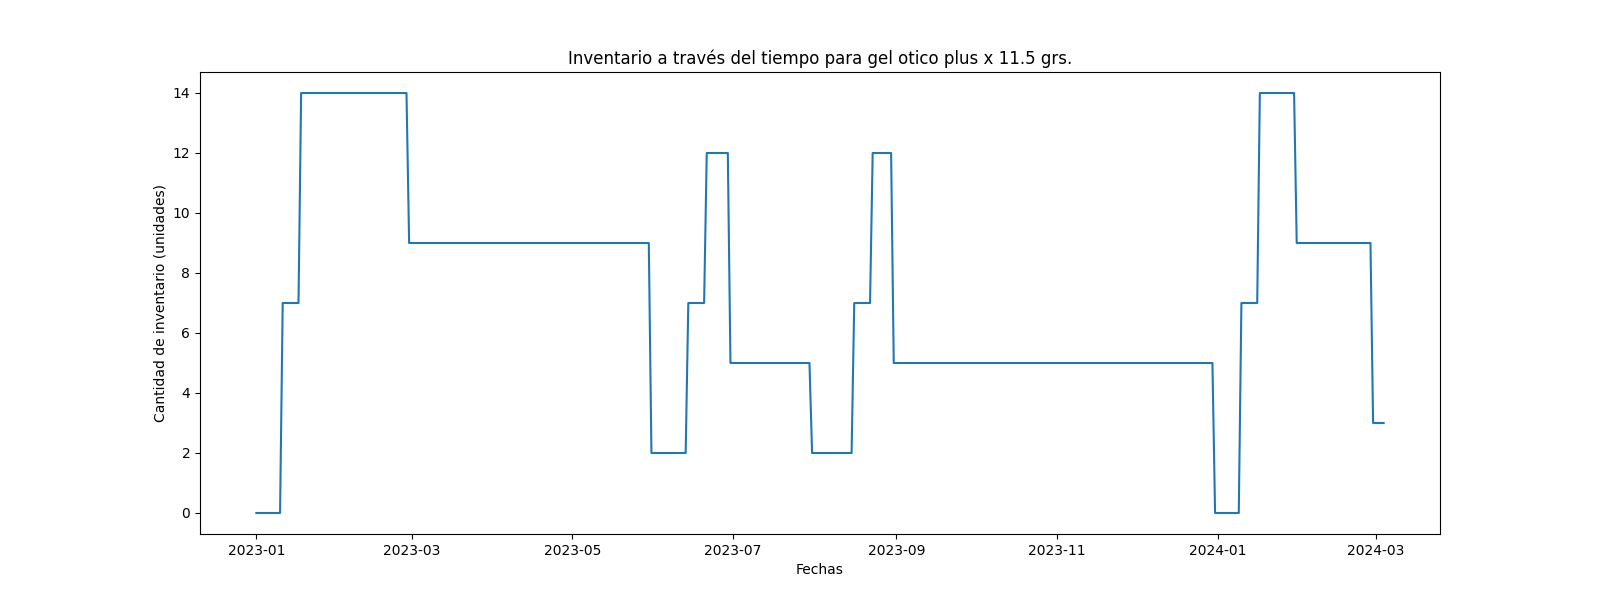 Inventario a través del tiempo para gel otico plus x 11.5 grs.
Cantidad de inventario (unidades)
14
12
10
8
6
4
2
0
2023-01 2023-03 2023-05 2023-07 2023-09 2023-11 2024-01 2024-03
Fechas